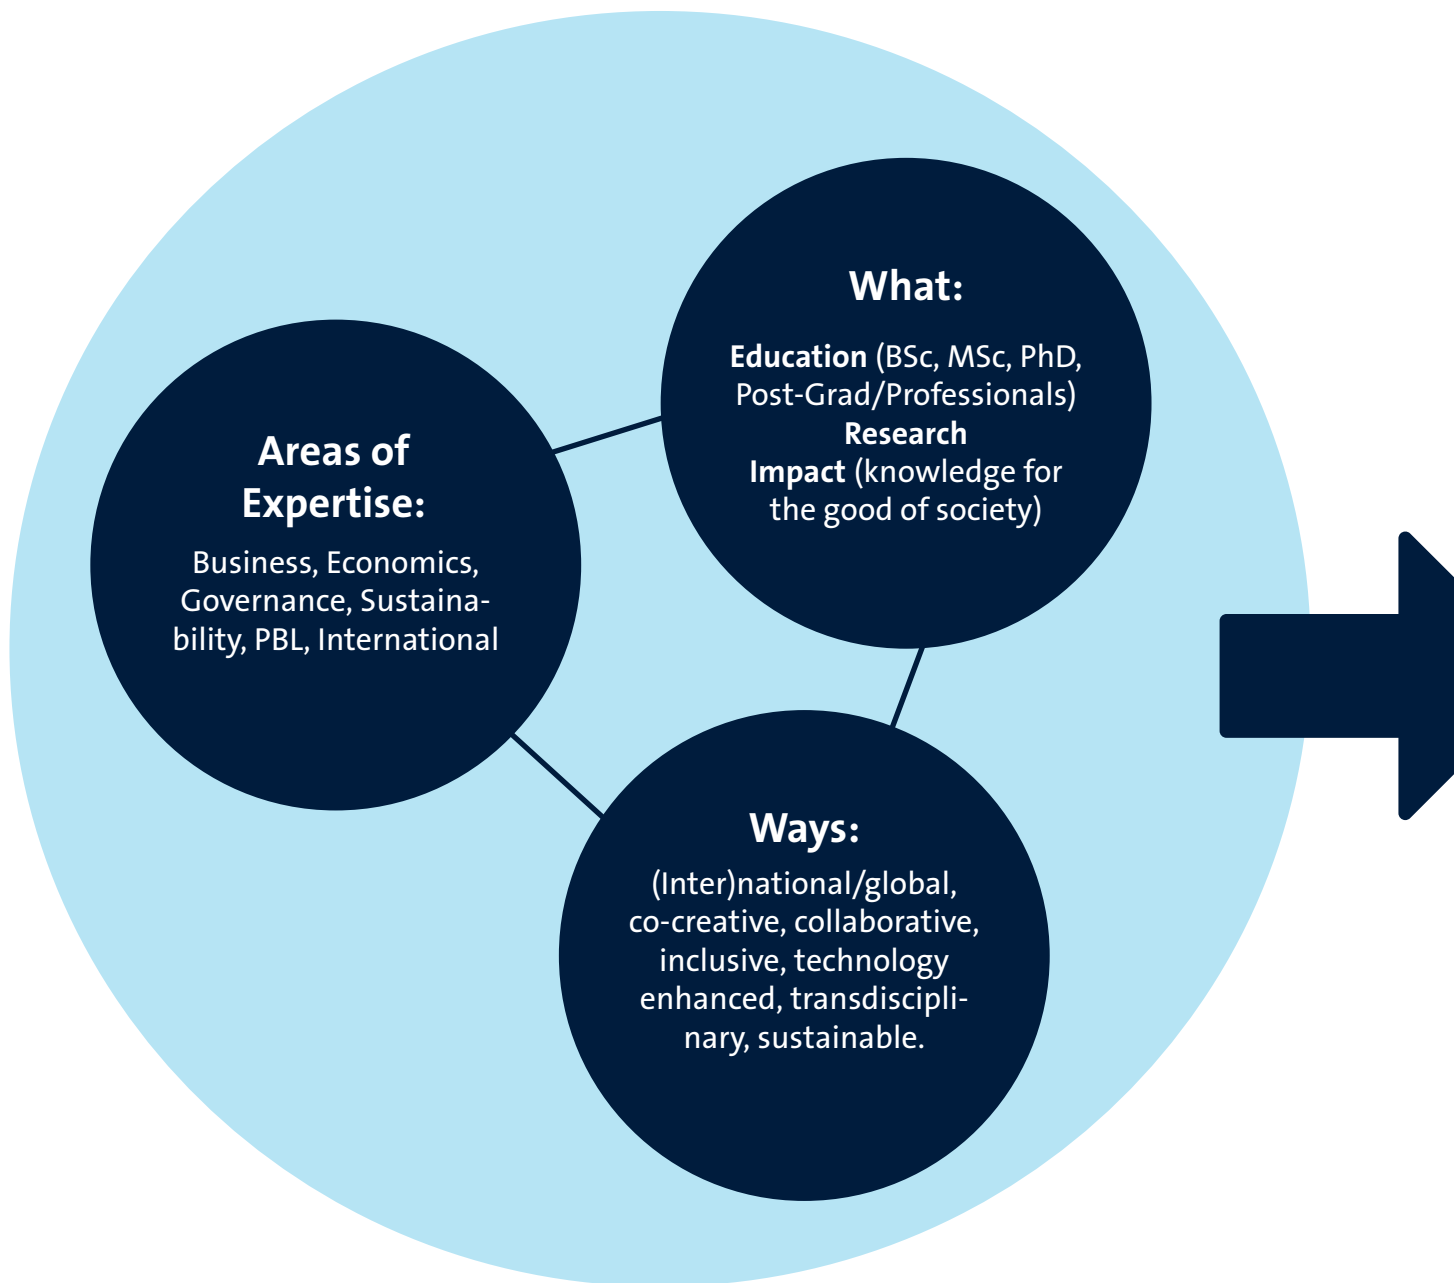 What:
Education (BSc, MSc, PhD,
Post-Grad/Professionals)
Research
Impact (knowledge for
the good of society)
Areas of
Expertise:
Business, Economics,
Governance, Sustaina-
bility, PBL, International
Ways:
(Inter)national/global,
co-creative, collaborative,
inclusive, technology
enhanced, transdiscipli-
nary, sustainable.